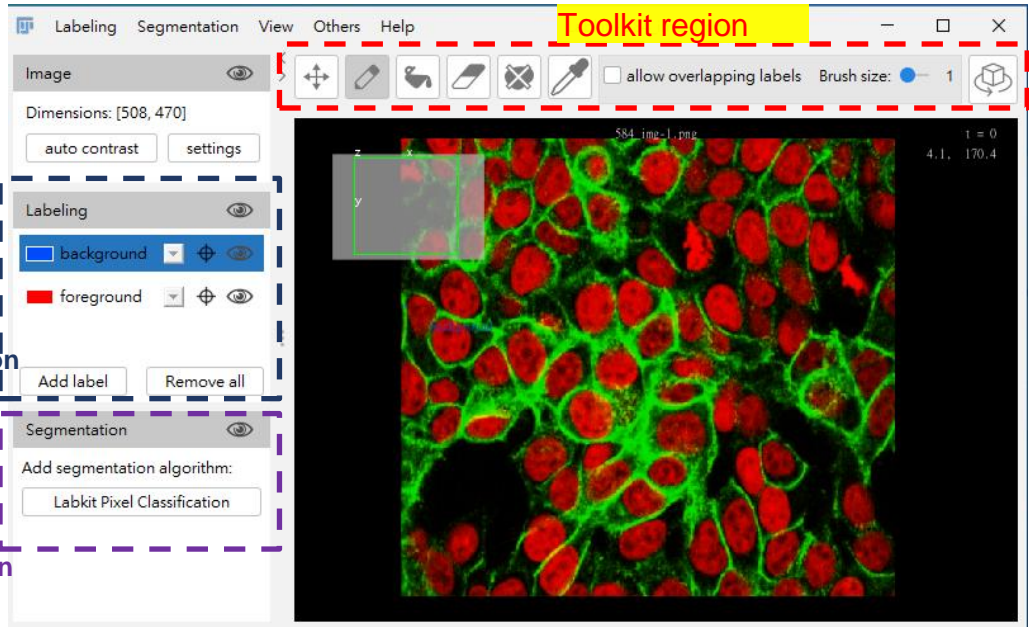 Toolkit region
Labeling Segmentation View Others Help
Image
allow overlapping labels Brush size: 1
Dimensions: [508, 470]
auto contrast settings
584 img-1.png
t = 0
4.1, 170.4
z x
y
Labeling
background
foreground
on
Add label Remove all
Segmentation
Add segmentation algorithm:
Labkit Pixel Classification
n